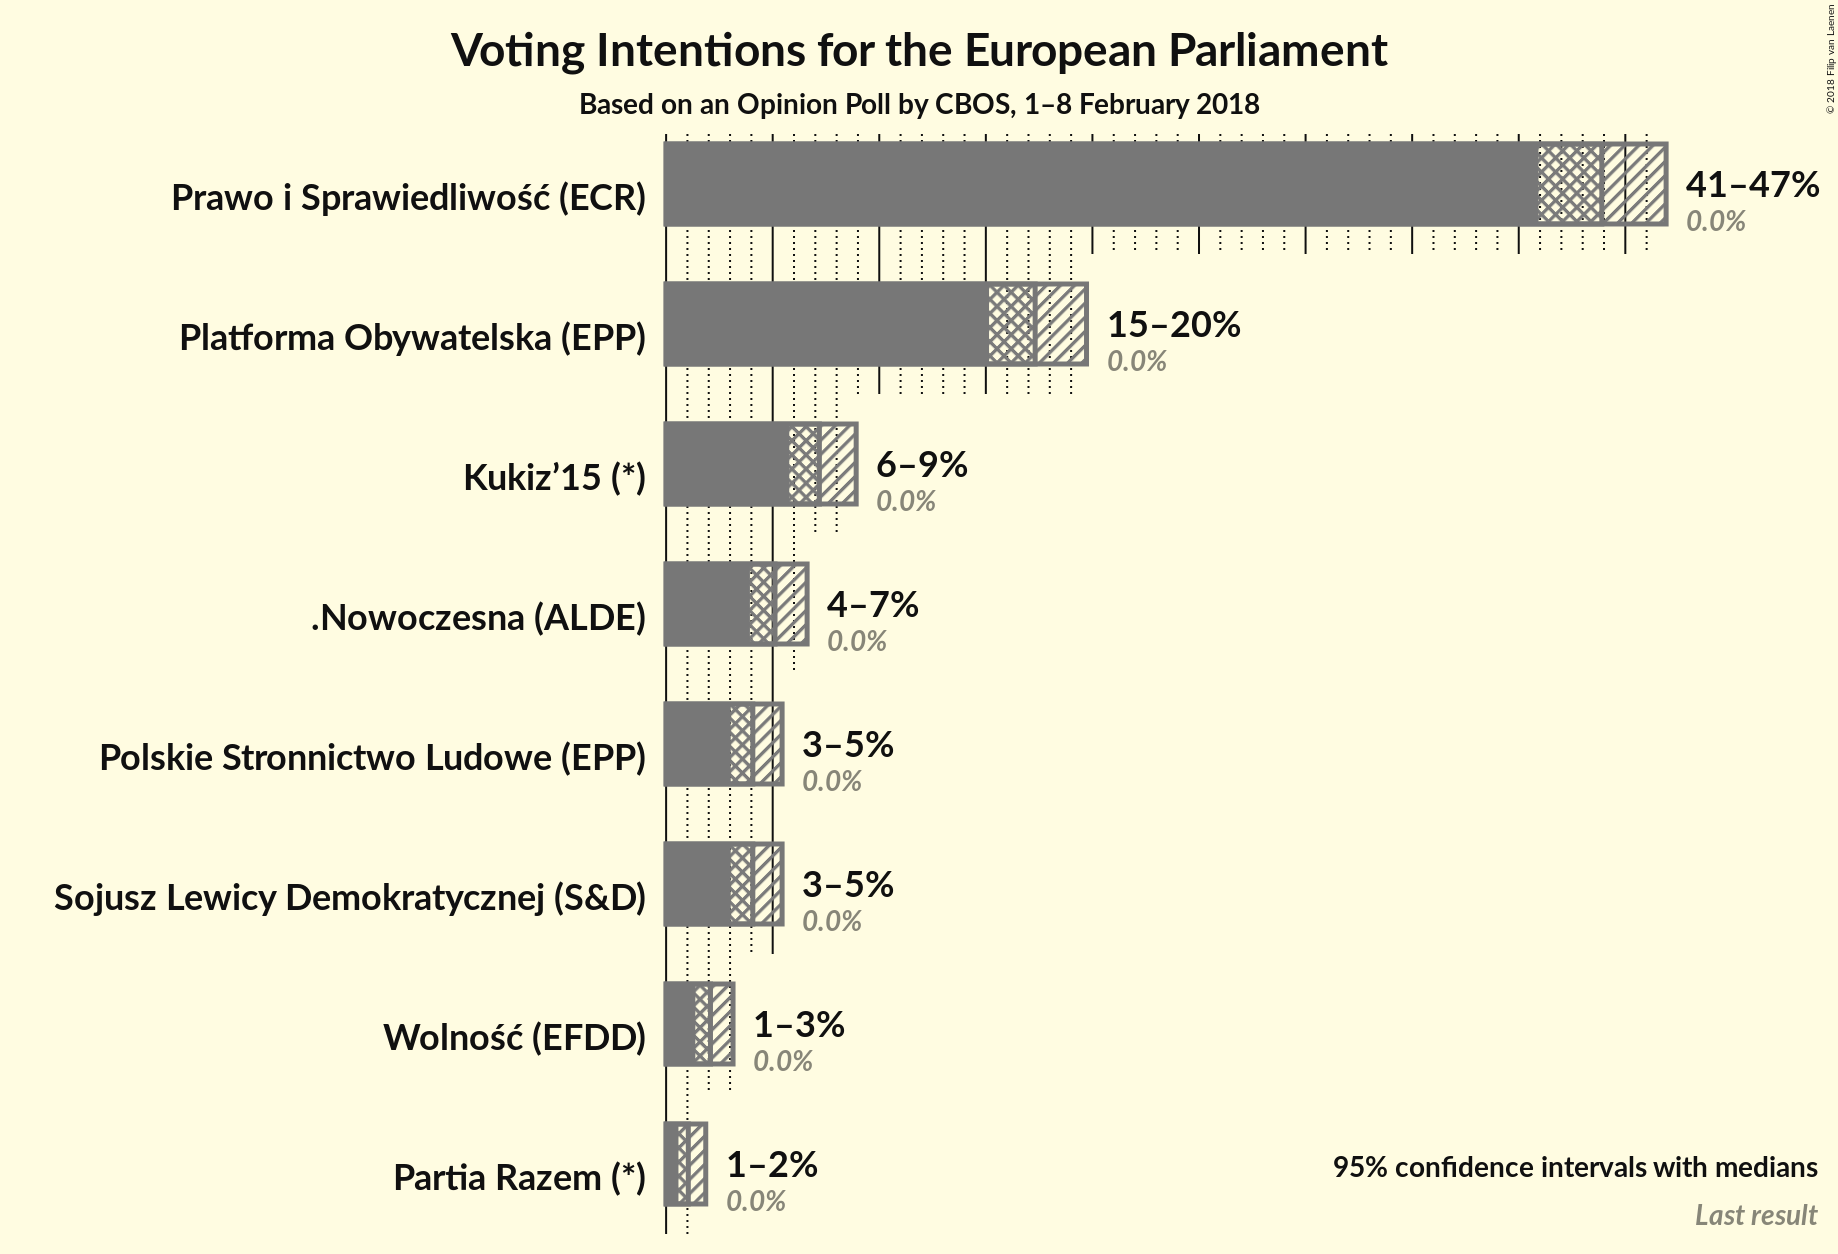 Voting Intentions for the European Parliament
Based on an Opinion Poll by CBOS, 1–8 February 2018
© 2018 Filip van Laenen
Prawo i Sprawiedliwość (ECR)
41–47%
0.0%
Platforma Obywatelska (EPP)
15–20%
0.0%
Kukiz’15 (*)
6–9%
0.0%
.Nowoczesna (ALDE)
4–7%
0.0%
Polskie Stronnictwo Ludowe (EPP)
3–5%
0.0%
Sojusz Lewicy Demokratycznej (S&D)
3–5%
0.0%
Wolność (EFDD)
1–3%
0.0%
Partia Razem (*)
1–2%
0.0%
95% confidence intervals with medians
Last result